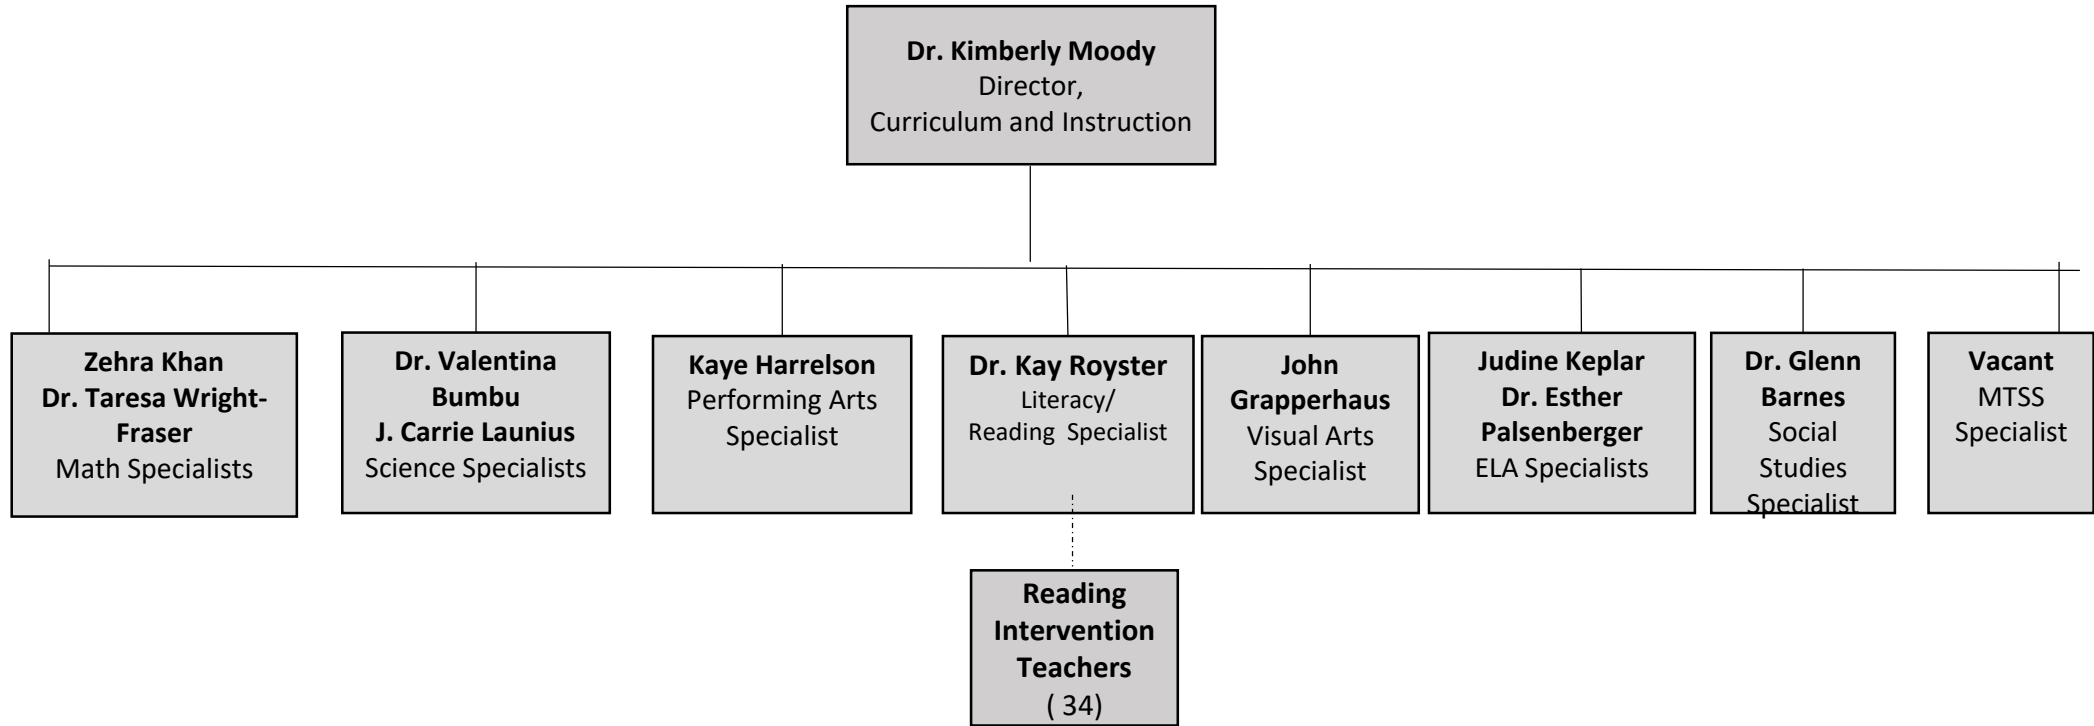 Dr. Kimberly Moody
Director,
Curriculum and Instruction
Zehra Khan
Dr. Taresa Wright-
Fraser
Math Specialists
Dr. Valentina
Bumbu
J. Carrie Launius
Science Specialists
Kaye Harrelson
Performing Arts
Specialist
Dr. Kay Royster
Literacy/
Reading Specialist
John
Grapperhaus
Visual Arts
Specialist
Judine Keplar
Dr. Esther
Palsenberger
ELA Specialists
Dr. Glenn
Barnes
Social
Studies
Specialist
Vacant
MTSS
Specialist
Reading
Intervention
Teachers
( 34)